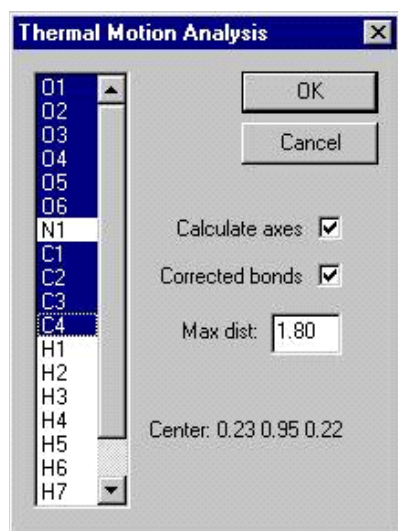 Thermal Motion Analysis
O1
O2
O3
O4
O5
O6
N1
C1
C2
C3
C4
H1
H2
H3
H4
H5
H6
H7
OK
Cancel
Calculate axes
Corrected bonds
Max dist: 1.80
Center: 0.23 0.95 0.22